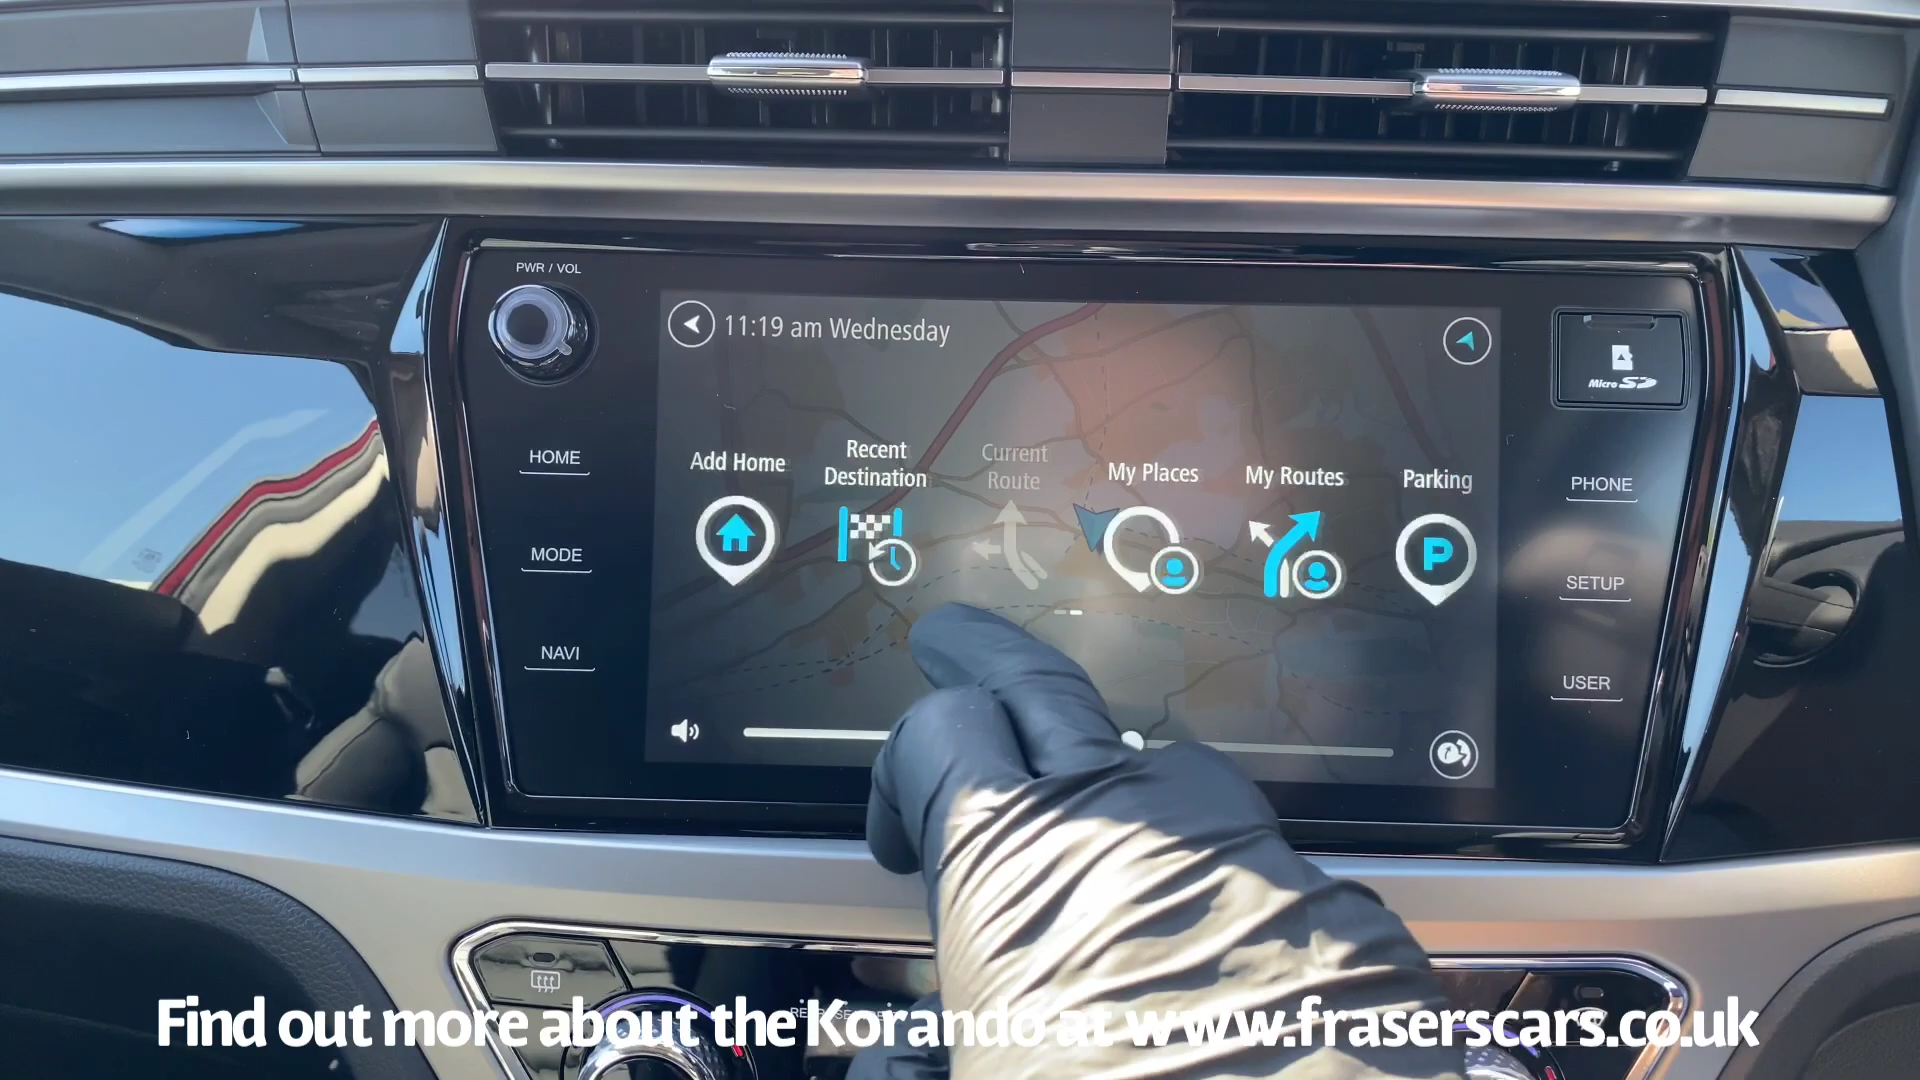 PWR / VOL
11:19 am Wednesday
Micro SD
HOME
MODE
NAVI
PHONE
SETUP
USER
Add Home
Recent
Destination
Current
Route
My Places
My Routes
Parking
P
Find out more about the Korando at www.fraserscars.co.uk